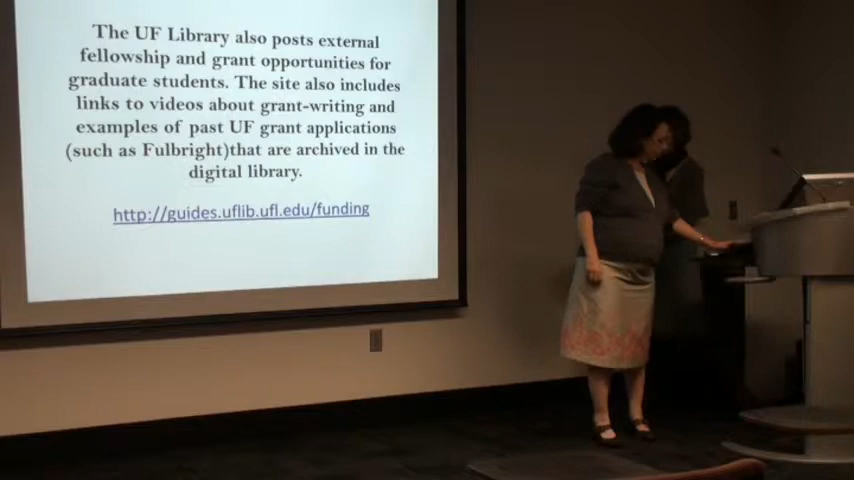 The UF Library also posts external
fellowship and grant opportunities for
graduate students. The site also includes
links to videos about grant-writing and
examples of past UF grant applications
(such as Fulbright)that are archived in the
digital library.
http://guides.uflib.ufl.edu/funding